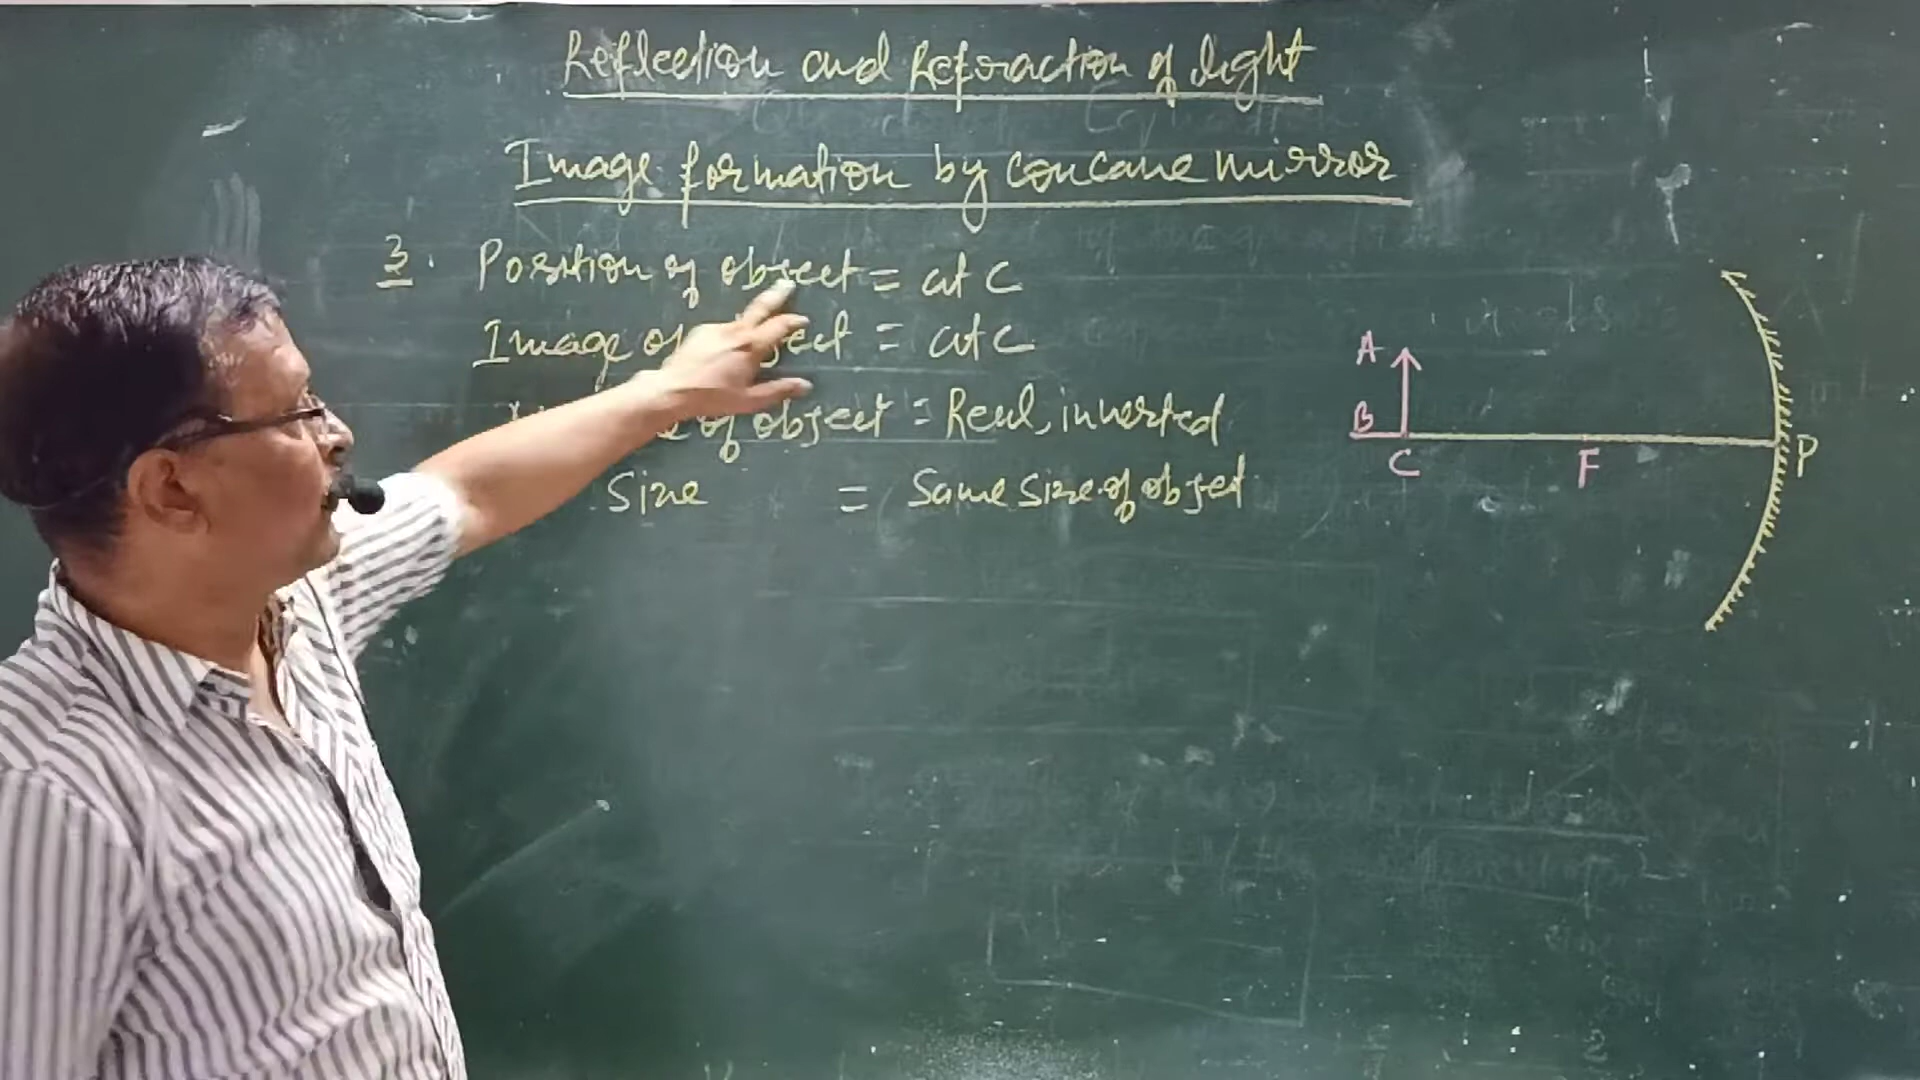 Reflection and Refraction of light
Image formation by concave mirror
3. Position of object = at C
Image of object = at C
of object = Real, inverted
Size = Same Size of object
A
B
C F P